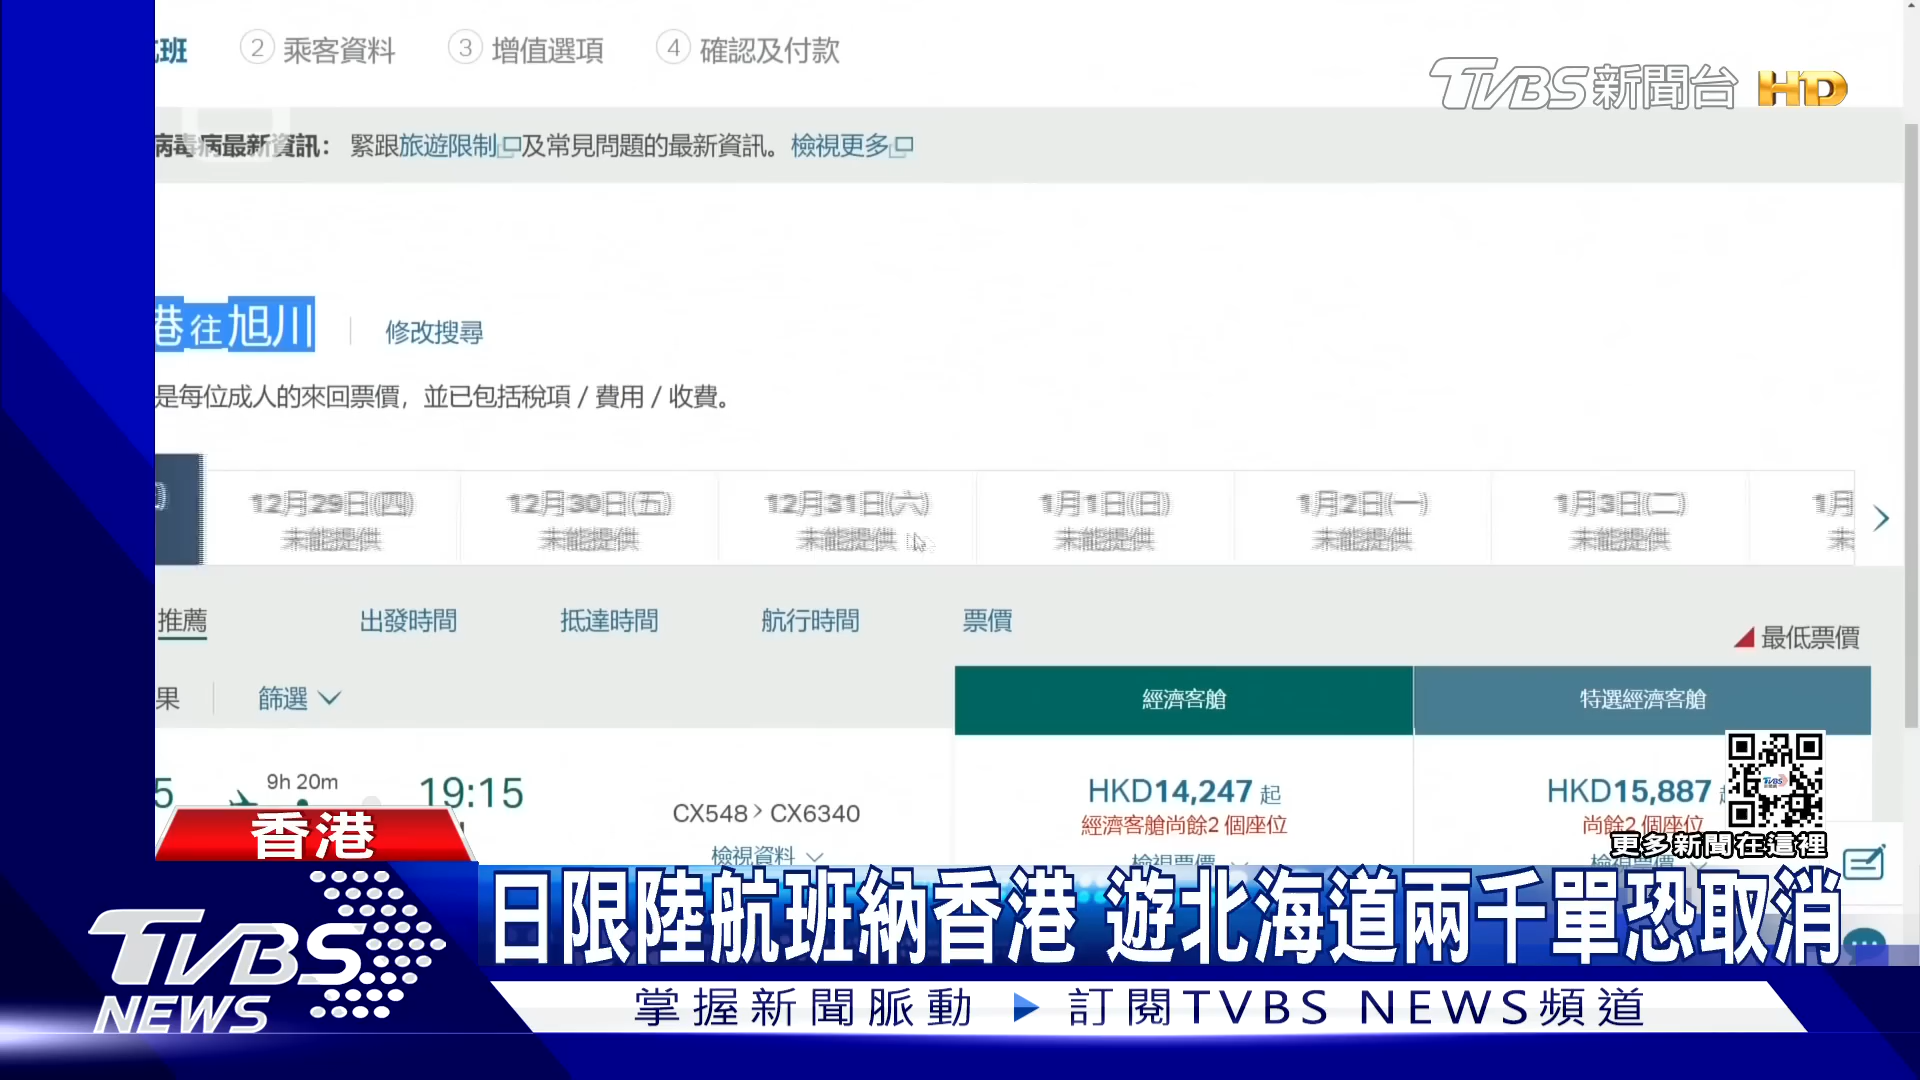 班 2 乘客資料 3 增值選項 4 確認及付款
TVBS新聞台 HD
病毒病最新資訊： 緊跟旅遊限制及常見問題的最新資訊。檢視更多
港往旭川 修改搜尋
是每位成人的來回票價，並已包括稅項 / 費用 / 收費。
12月29日(四) 12月30日(五) 12月31日(六) 1月1日(日) 1月2日(一) 1月3日(二) 1月
未能提供 未能提供 未能提供 未能提供 未能提供 未能提供 未
推薦 出發時間 抵達時間 航行時間 票價
最低票價
果 篩選
經濟客艙 特選經濟客艙
5 9h 20m 19:15
CX548 > CX6340
HKD14,247 起 HKD15,887
經濟客艙尚餘2 個座位 尚餘2 個座位
檢視資料 檢視票價 檢視票價
更多新聞在這裡
香港
日限陸航班納香港 遊北海道兩千單恐取消
TVBS NEWS
掌握新聞脈動 ▶ 訂閱TVBS NEWS頻道